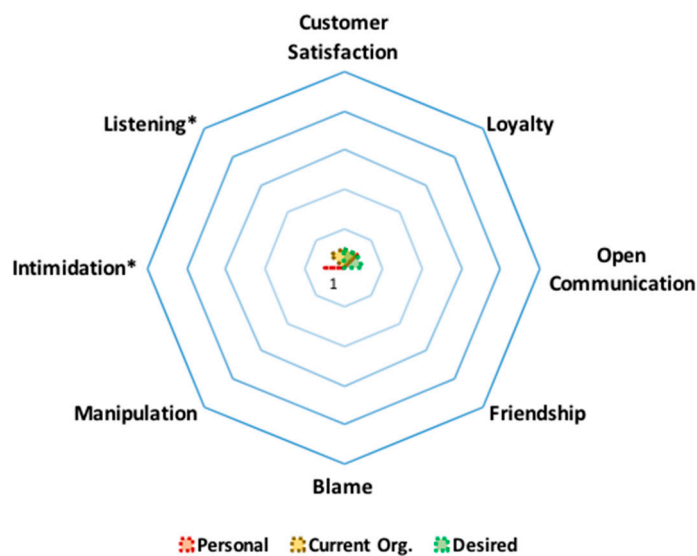 Customer
Satisfaction
Listening*
Loyalty
Intimidation*
Open
Communication
1
Manipulation
Friendship
Blame
Personal Current Org. Desired